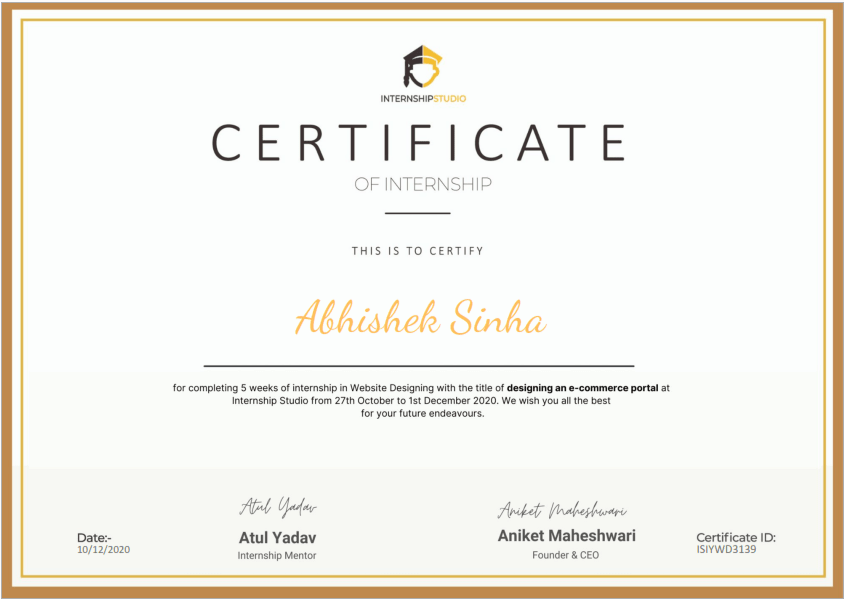 INTERNSHIPSTUDIO
CERTIFICATE
OF INTERNSHIP
THIS IS TO CERTIFY
Abhishek Sinha
for completing 5 weeks of internship in Website Designing with the title of designing an e-commerce portal at
Internship Studio from 27th October to 1st December 2020. We wish you all the best
for your future endeavours.
Atul Yadav
Atul Yadav
Internship Mentor
Aniket Maheshwari
Aniket Maheshwari
Founder & CEO
Date:-
10/12/2020
Certificate ID:
ISIYWD3139